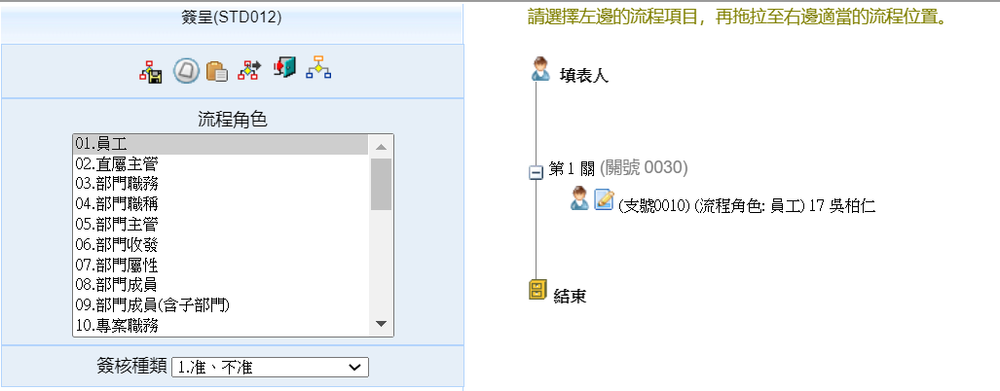 簽呈(STD012)
流程角色
01.員工
02.直屬主管
03.部門職務
04.部門職稱
05.部門主管
06.部門收發
07.部門屬性
08.部門成員
09.部門成員(含子部門)
10.專案職務
簽核種類 1.准、不准
請選擇左邊的流程項目，再拖拉至右邊適當的流程位置。
填表人
第 1 關 (關號 0030)
(支號0010) (流程角色: 員工) 17 吳柏仁
結束